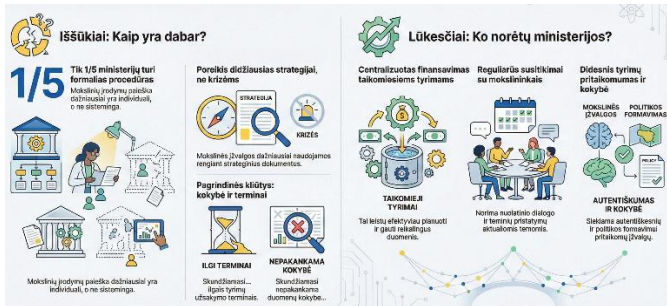 Iššūkiai: Kaip yra dabar?
1/5
Tik 1/5 ministerijų turi
formalias procedūras
Mokslinių įrodymų paieška
dažniausiai yra individuali,
o ne sisteminga.
Mokslinių įrodymų paieška dažniausiai yra
individuali, o ne sisteminga.
Poreikis didžiausias strategijai,
ne krizėms
STRATEGIJA
KRIZĖS
Mokslinės įžvalgos dažniausiai naudojamos
rengiant strateginius dokumentus.
Pagrindinės kliūtys:
kokybė ir terminai
ILGI TERMINAI
Skundžiamasi...
ilgais tyrimų
užsakymo terminais.
NEPAKANKAMA
KOKYBĖ
Skundžiamasi
nepakankama
duomenų kokybe...
Lūkesčiai: Ko norėtų ministerijos?
Centralizuotas finansavimas
taikomiesiems tyrimams
TAIKOMIEJI
TYRIMAI
Tai leistų efektyviau planuoti
ir gauti reikalingus
duomenis.
Reguliarūs susitikimai
su mokslininkais
Norima nuolatinio dialogo
ir teminų pristatymų
aktualiomis temomis.
Didesnis tyrimų
pritaikomumas ir
kokybė
MOKSLINĖS
ĮŽVALGOS
POLITIKOS
FORMAVIMAS
POLICY
AUTENTIŠKUMAS
IR KOKYBĖ
Siekiama autentiškesnių
ir politikos formavimui
pritaikomų įžvalgų.